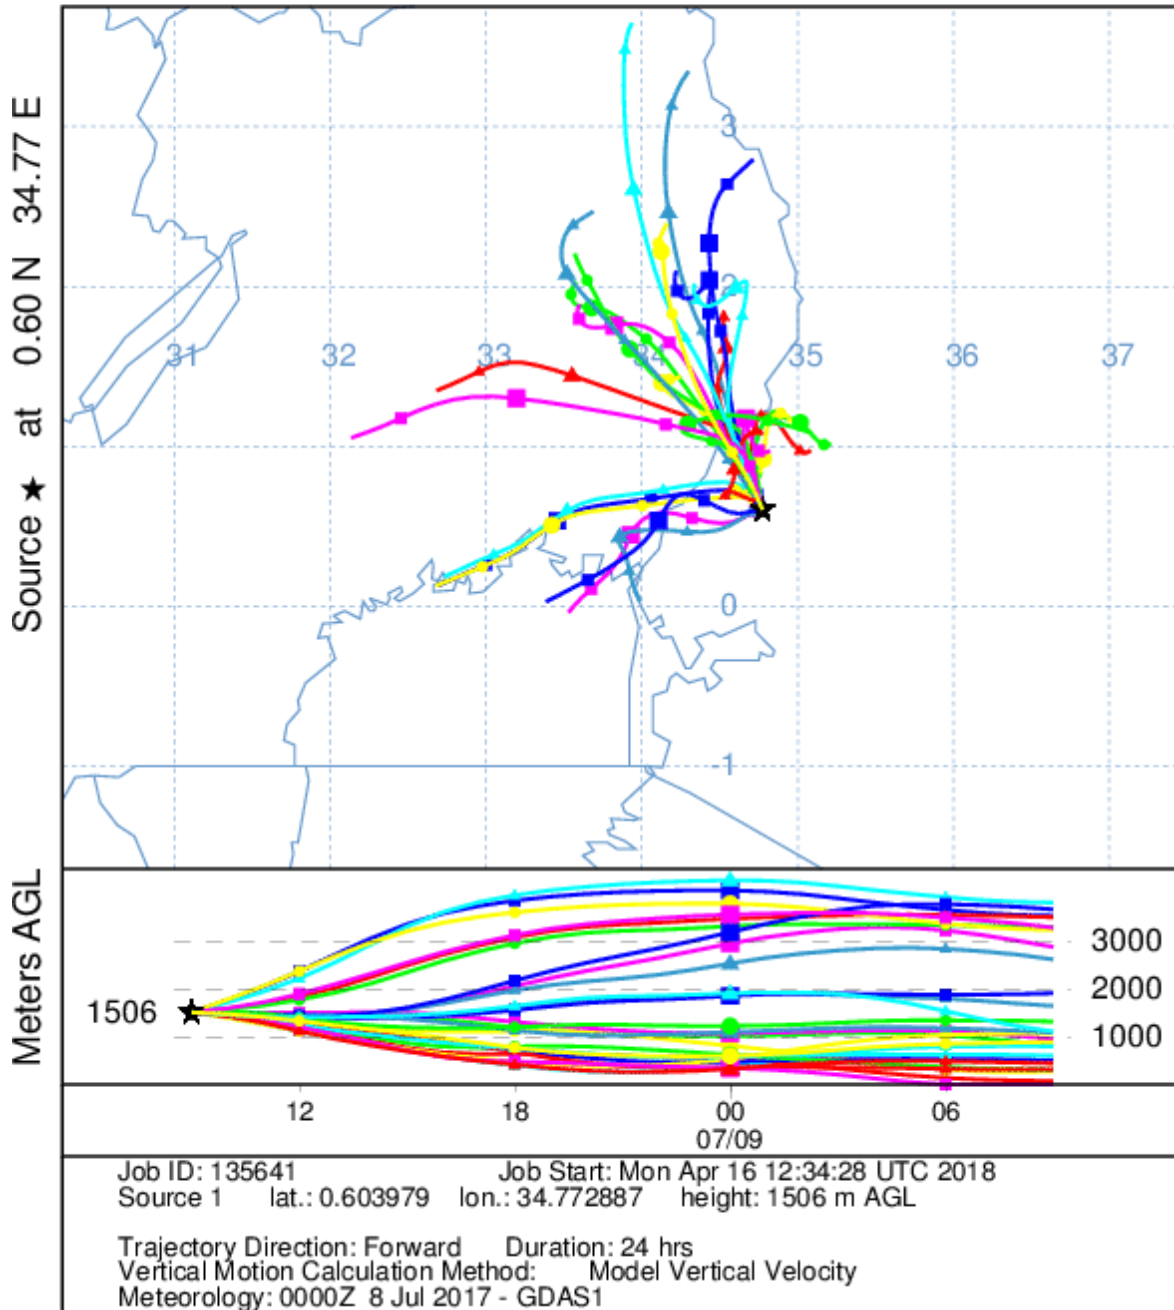 Source ★ at 0.60 N 34.77 E
3
2
31 32 33 34 35 36 37
0
-1
Meters AGL
1506
3000
2000
1000
12 18 00 06
07/09
Job ID: 135641 Job Start: Mon Apr 16 12:34:28 UTC 2018
Source 1 lat.: 0.603979 lon.: 34.772887 height: 1506 m AGL
Trajectory Direction: Forward Duration: 24 hrs
Vertical Motion Calculation Method: Model Vertical Velocity
Meteorology: 0000Z 8 Jul 2017 - GDAS1